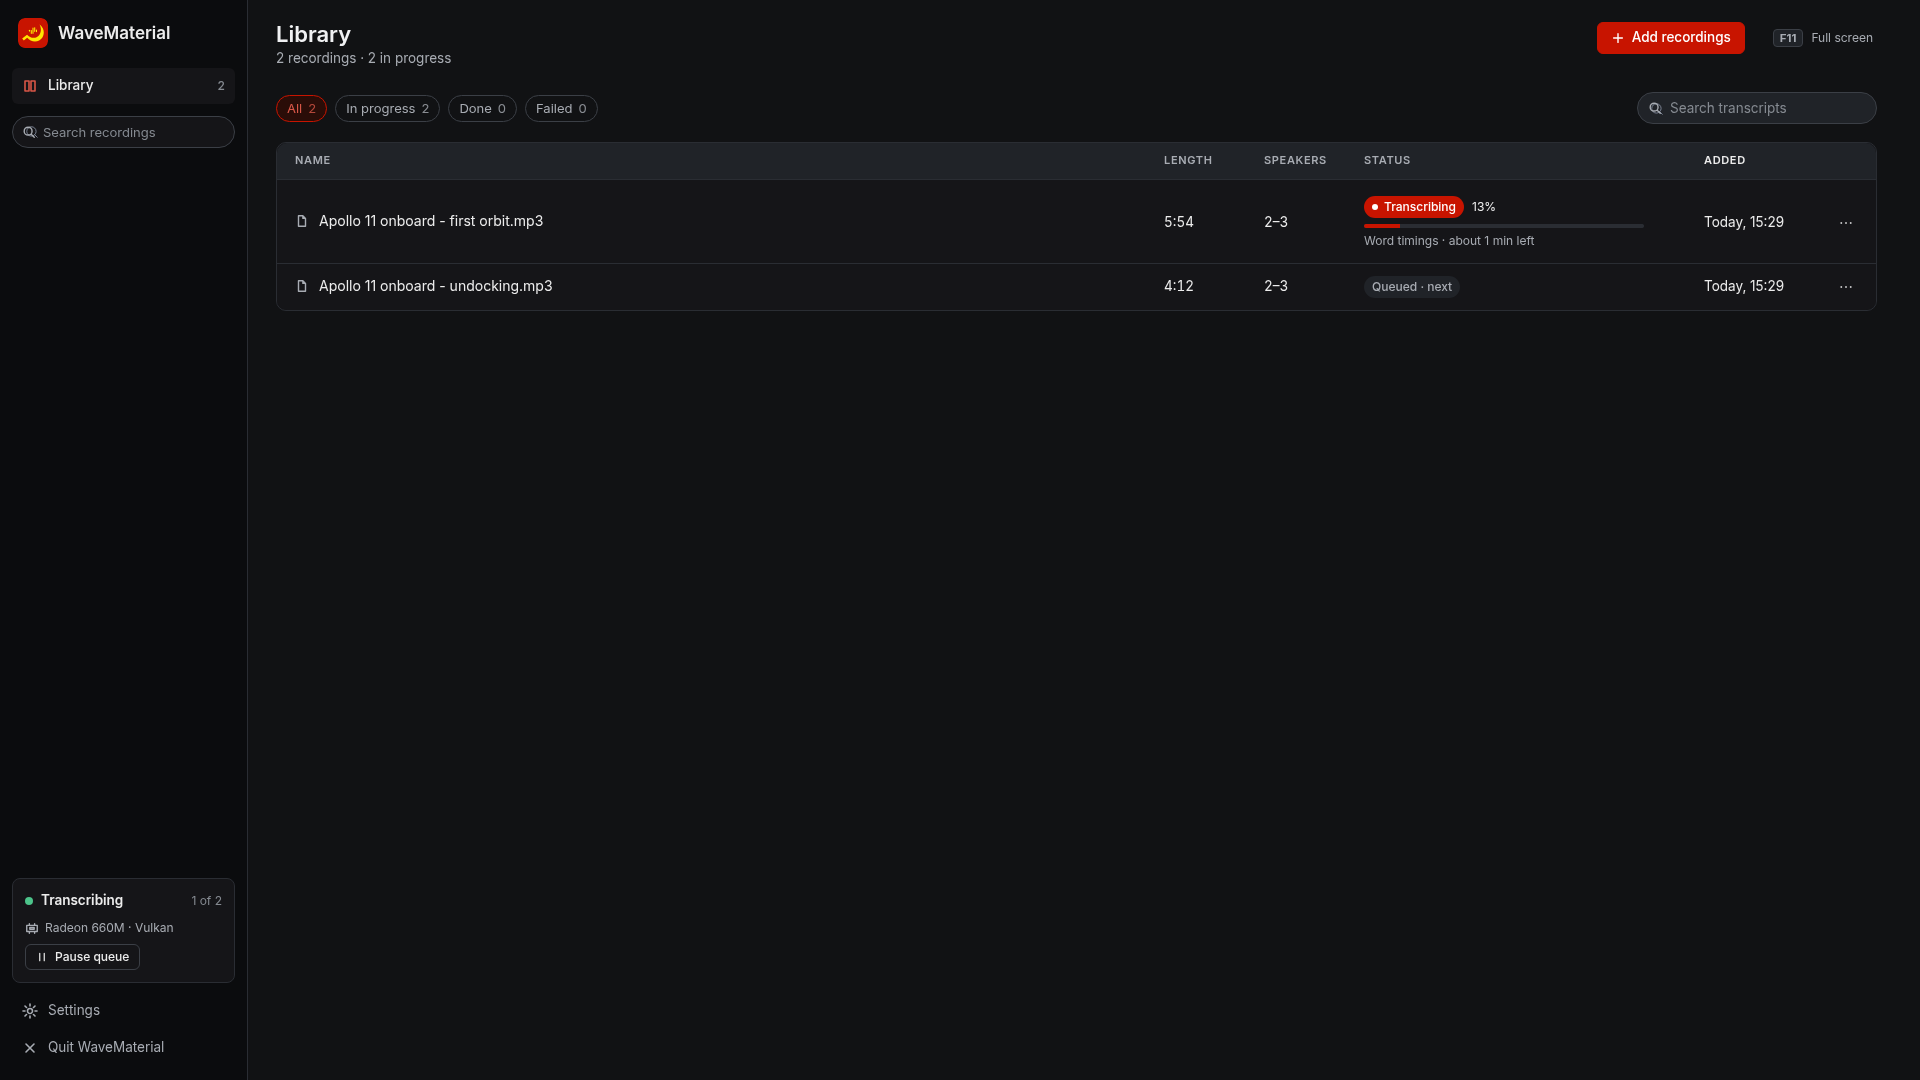 WaveMaterial
Library 2
Search recordings
Transcribing 1 of 2
Radeon 660M · Vulkan
Pause queue
Settings
Quit WaveMaterial
Library
2 recordings · 2 in progress
Add recordings
F11 Full screen
All 2 In progress 2 Done 0 Failed 0
Search transcripts
NAME LENGTH SPEAKERS STATUS ADDED
Apollo 11 onboard - first orbit.mp3 5:54 2–3 Transcribing 13% Today, 15:29
Word timings · about 1 min left
Apollo 11 onboard - undocking.mp3 4:12 2–3 Queued · next Today, 15:29